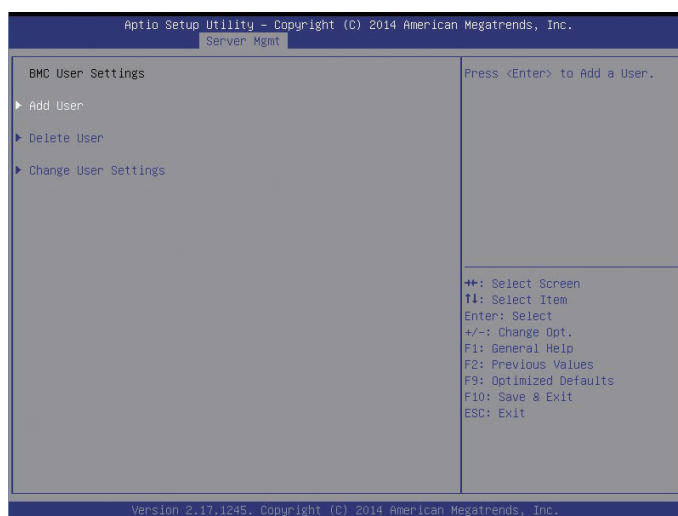 Aptio Setup Utility – Copyright (C) 2014 American Megatrends, Inc.
Server Mgmt
BMC User Settings
Add User
Delete User
Change User Settings
Press <Enter> to Add a User.
→←: Select Screen
↑↓: Select Item
Enter: Select
+/-: Change Opt.
F1: General Help
F2: Previous Values
F9: Optimized Defaults
F10: Save & Exit
ESC: Exit
Version 2.17.1245. Copyright (C) 2014 American Megatrends, Inc.